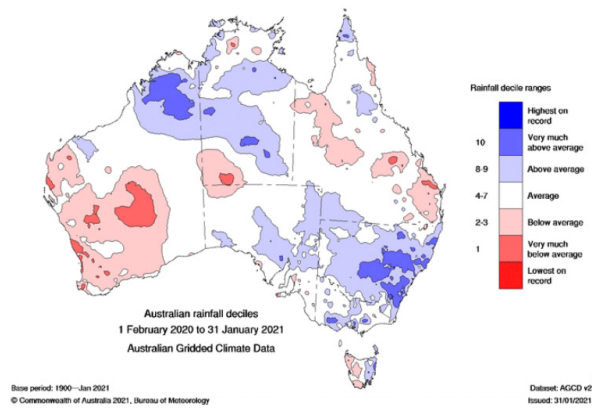 Rainfall decile ranges
Highest on
record
10
Very much
above average
8-9
Above average
4-7
Average
2-3
Below average
1
Very much
below average
Lowest on
record
Australian rainfall deciles
1 February 2020 to 31 January 2021
Australian Gridded Climate Data
Base period: 1900—Jan 2021
© Commonwealth of Australia 2021, Bureau of Meteorology
Dataset: AGCD v2
Issued: 31/01/2021